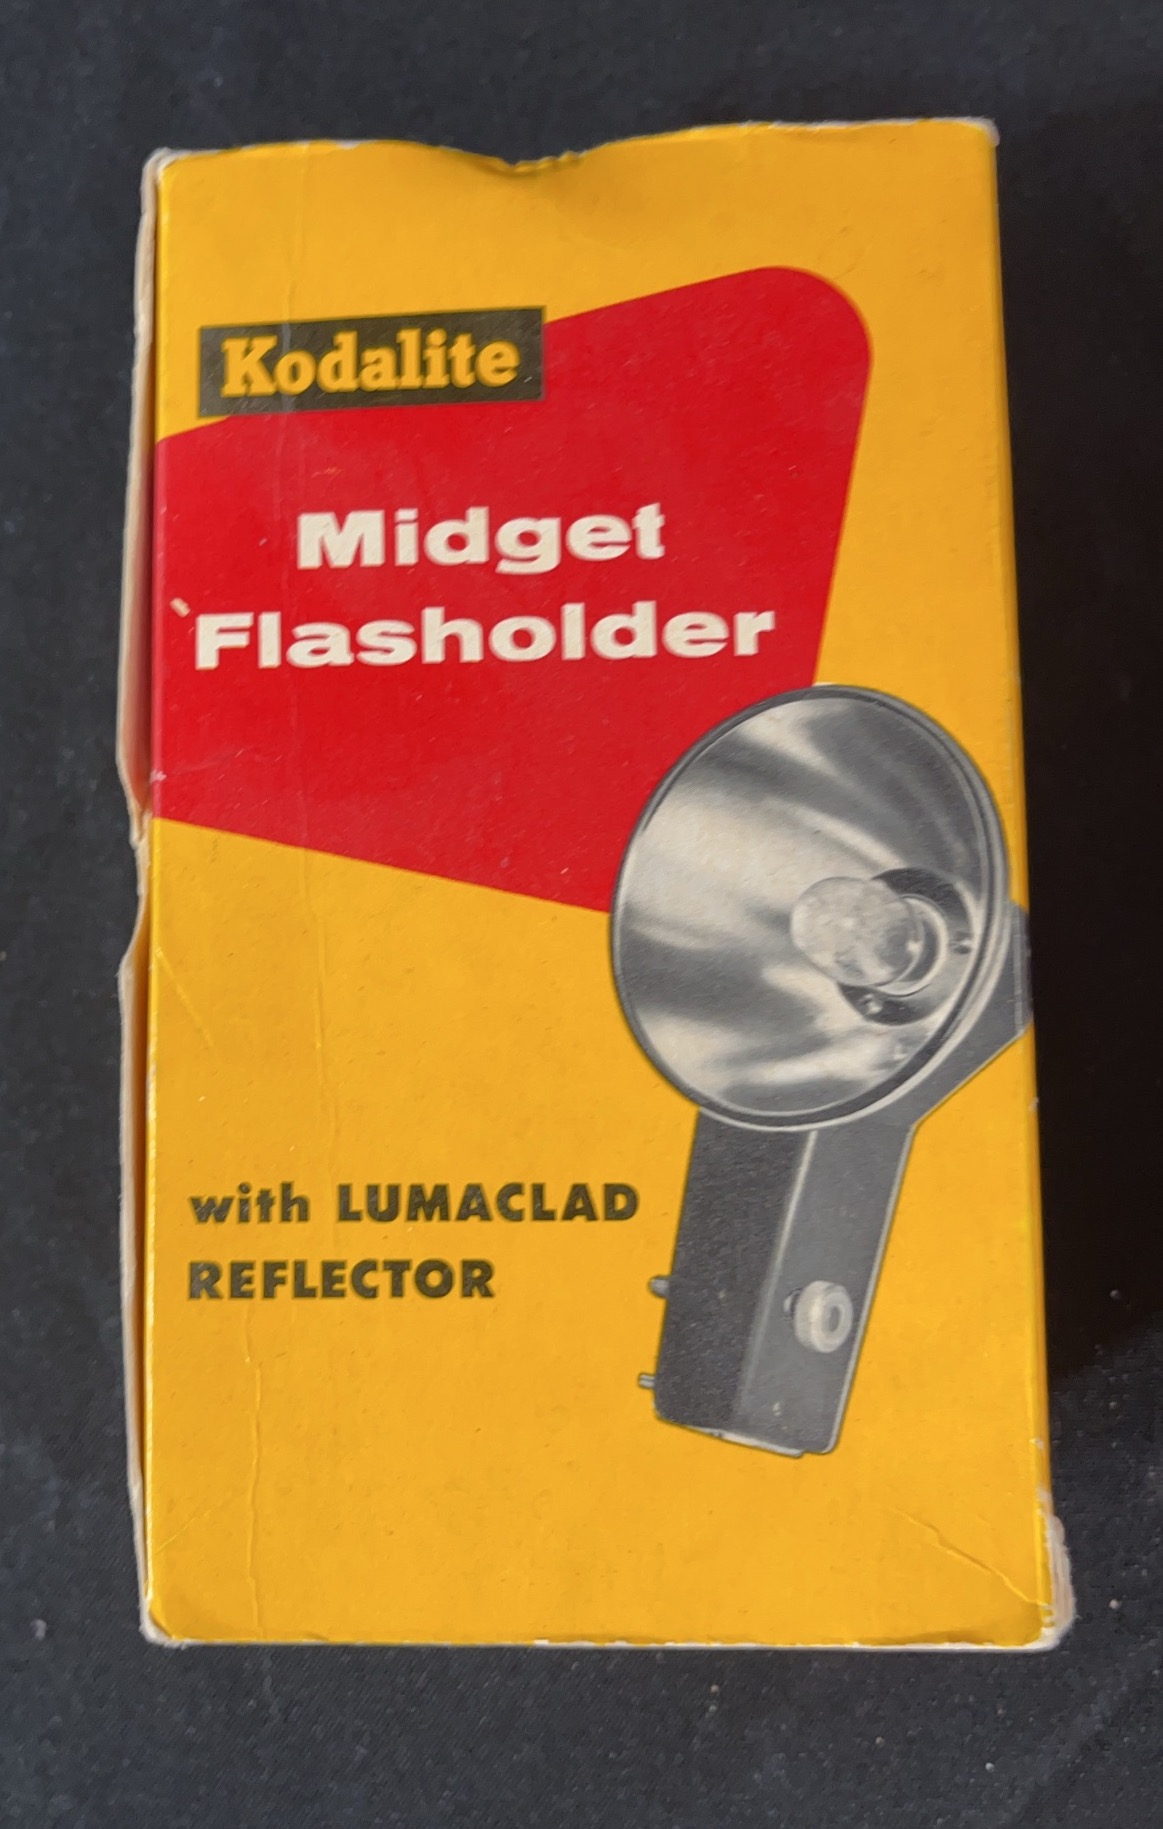 Kodalite
Midget
Flasholder
with LUMACLAD
REFLECTOR